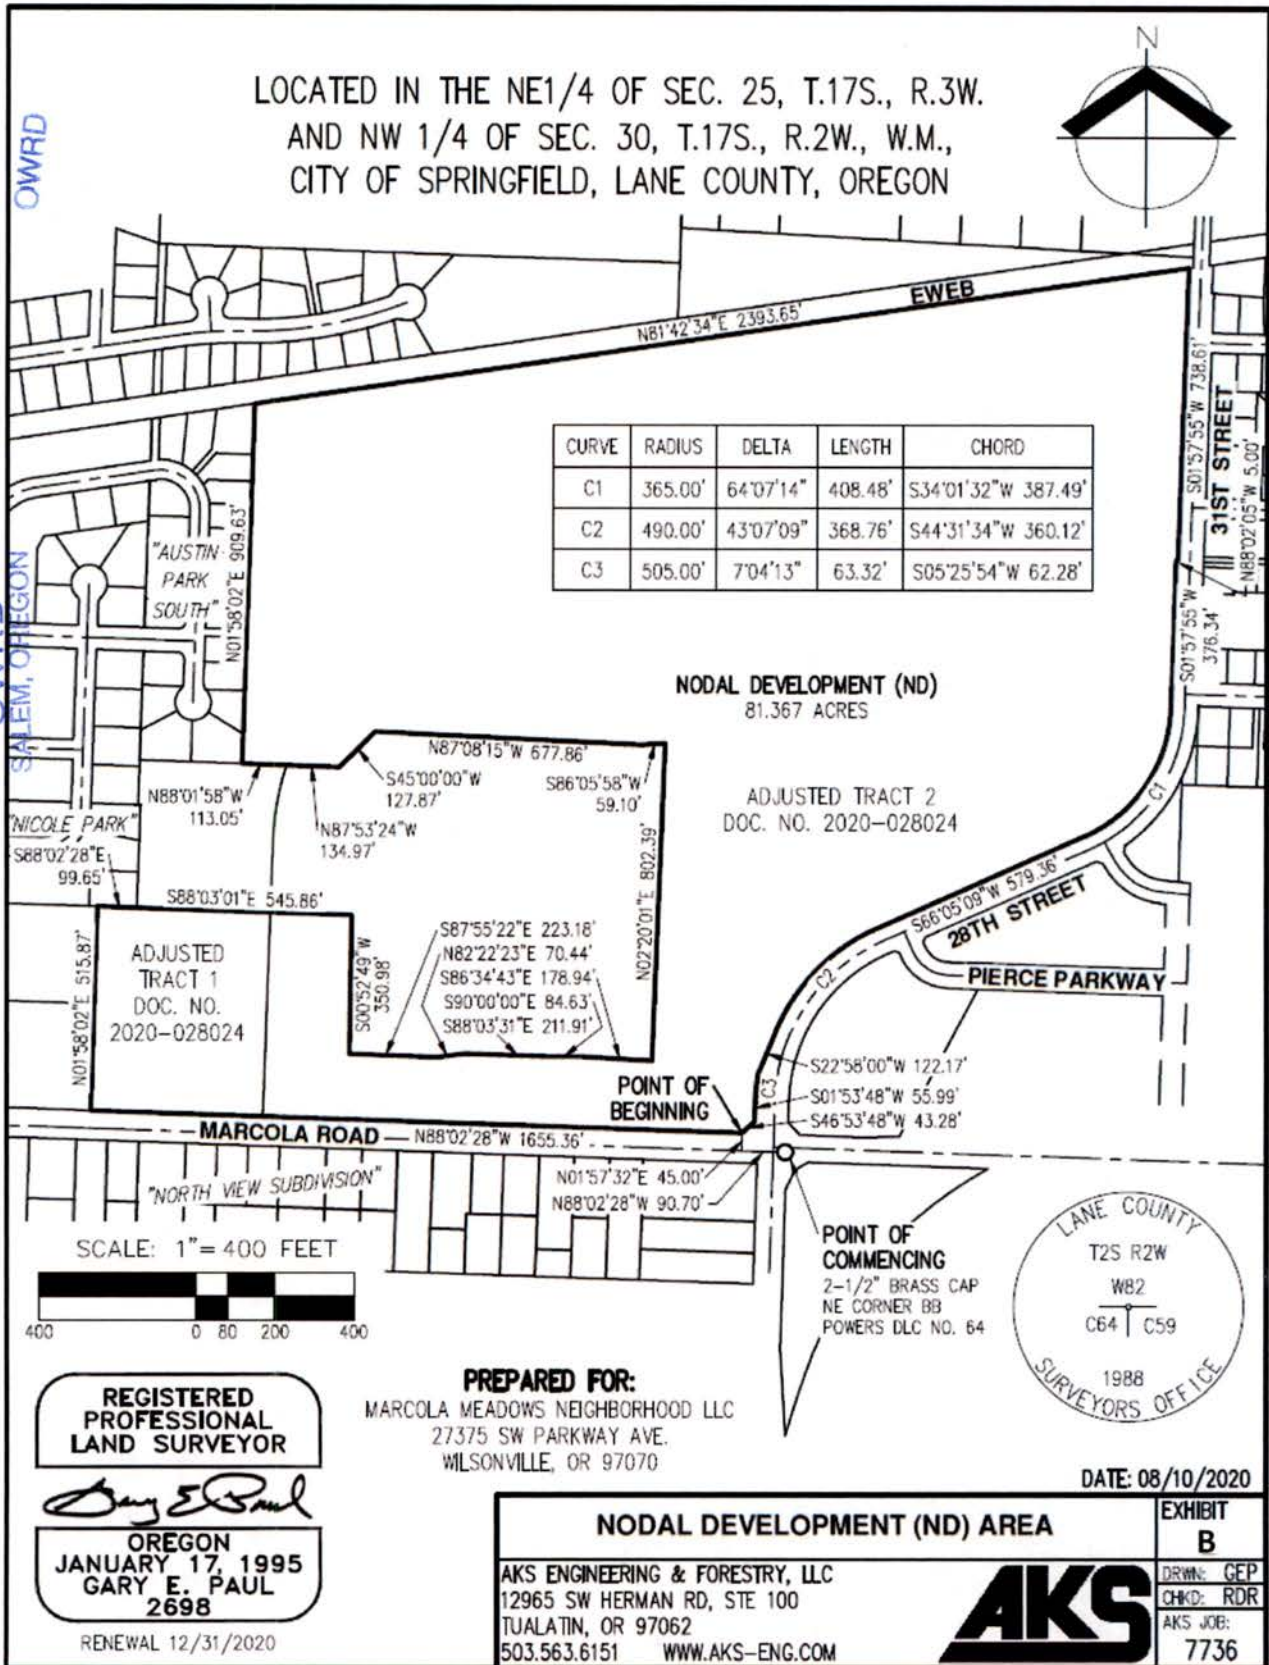 LOCATED IN THE NE1/4 OF SEC. 25, T.17S., R.3W.
AND NW 1/4 OF SEC. 30, T.17S., R.2W., W.M.,
CITY OF SPRINGFIELD, LANE COUNTY, OREGON
N
OWRD
SALEM, OREGON
EWEB
N81°42'34"E 2393.65'
CURVE RADIUS DELTA LENGTH CHORD
C1 365.00' 64°07'14" 408.48' S34°01'32"W 387.49'
C2 490.00' 43°07'09" 368.76' S44°31'34"W 360.12'
C3 505.00' 7°04'13" 63.32' S05°25'54"W 62.28'
S01°57'55"W 738.61'
31ST STREET
N88°02'05"W 5.00'
S01°57'55"W
376.34'
"AUSTIN
PARK
SOUTH"
N01°58'02"E 909.63'
NODAL DEVELOPMENT (ND)
81.367 ACRES
N87°08'15"W 677.86'
S45°00'00"W
127.87'
S86°05'58"W
59.10'
N88°01'58"W
113.05'
N87°53'24"W
134.97'
ADJUSTED TRACT 2
DOC. NO. 2020-028024
C1
"NICOLE PARK"
S88°02'28"E
99.65'
S88°03'01"E 545.86'
N02°20'01"E 802.39'
S66°05'09"W 579.36'
28TH STREET
PIERCE PARKWAY
C2
ADJUSTED
TRACT 1
DOC. NO.
2020-028024
N01°58'02"E 515.87'
S00°52'49"W
350.98'
S87°55'22"E 223.18'
N82°22'23"E 70.44'
S86°34'43"E 178.94'
S90°00'00"E 84.63'
S88°03'31"E 211.91'
C3
S22°58'00"W 122.17'
S01°53'48"W 55.99'
S46°53'48"W 43.28'
POINT OF
BEGINNING
MARCOLA ROAD
N88°02'28"W 1655.36'
N01°57'32"E 45.00'
N88°02'28"W 90.70'
"NORTH VIEW SUBDIVISION"
POINT OF
COMMENCING
2-1/2" BRASS CAP
NE CORNER BB
POWERS DLC NO. 64
SCALE: 1"= 400 FEET
400 0 80 200 400
LANE COUNTY
T2S R2W
W82
C64 C59
1988
SURVEYORS OFFICE
REGISTERED
PROFESSIONAL
LAND SURVEYOR
Gary E. Paul
OREGON
JANUARY 17, 1995
GARY E. PAUL
2698
RENEWAL 12/31/2020
PREPARED FOR:
MARCOLA MEADOWS NEIGHBORHOOD LLC
27375 SW PARKWAY AVE.
WILSONVILLE, OR 97070
DATE: 08/10/2020
NODAL DEVELOPMENT (ND) AREA
EXHIBIT
B
AKS ENGINEERING & FORESTRY, LLC
12965 SW HERMAN RD, STE 100
TUALATIN, OR 97062
503.563.6151 WWW.AKS-ENG.COM
AKS
DRWN: GEP
CHKD: RDR
AKS JOB:
7736